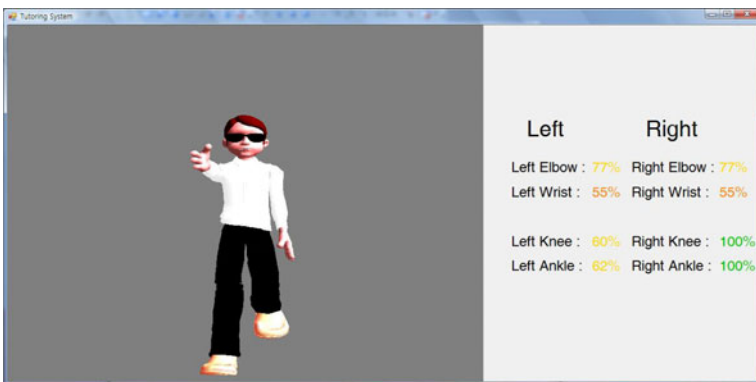 Tutoring System
Left Right
Left Elbow : 77% Right Elbow : 77%
Left Wrist : 55% Right Wrist : 55%
Left Knee : 60% Right Knee : 100%
Left Ankle : 62% Right Ankle : 100%